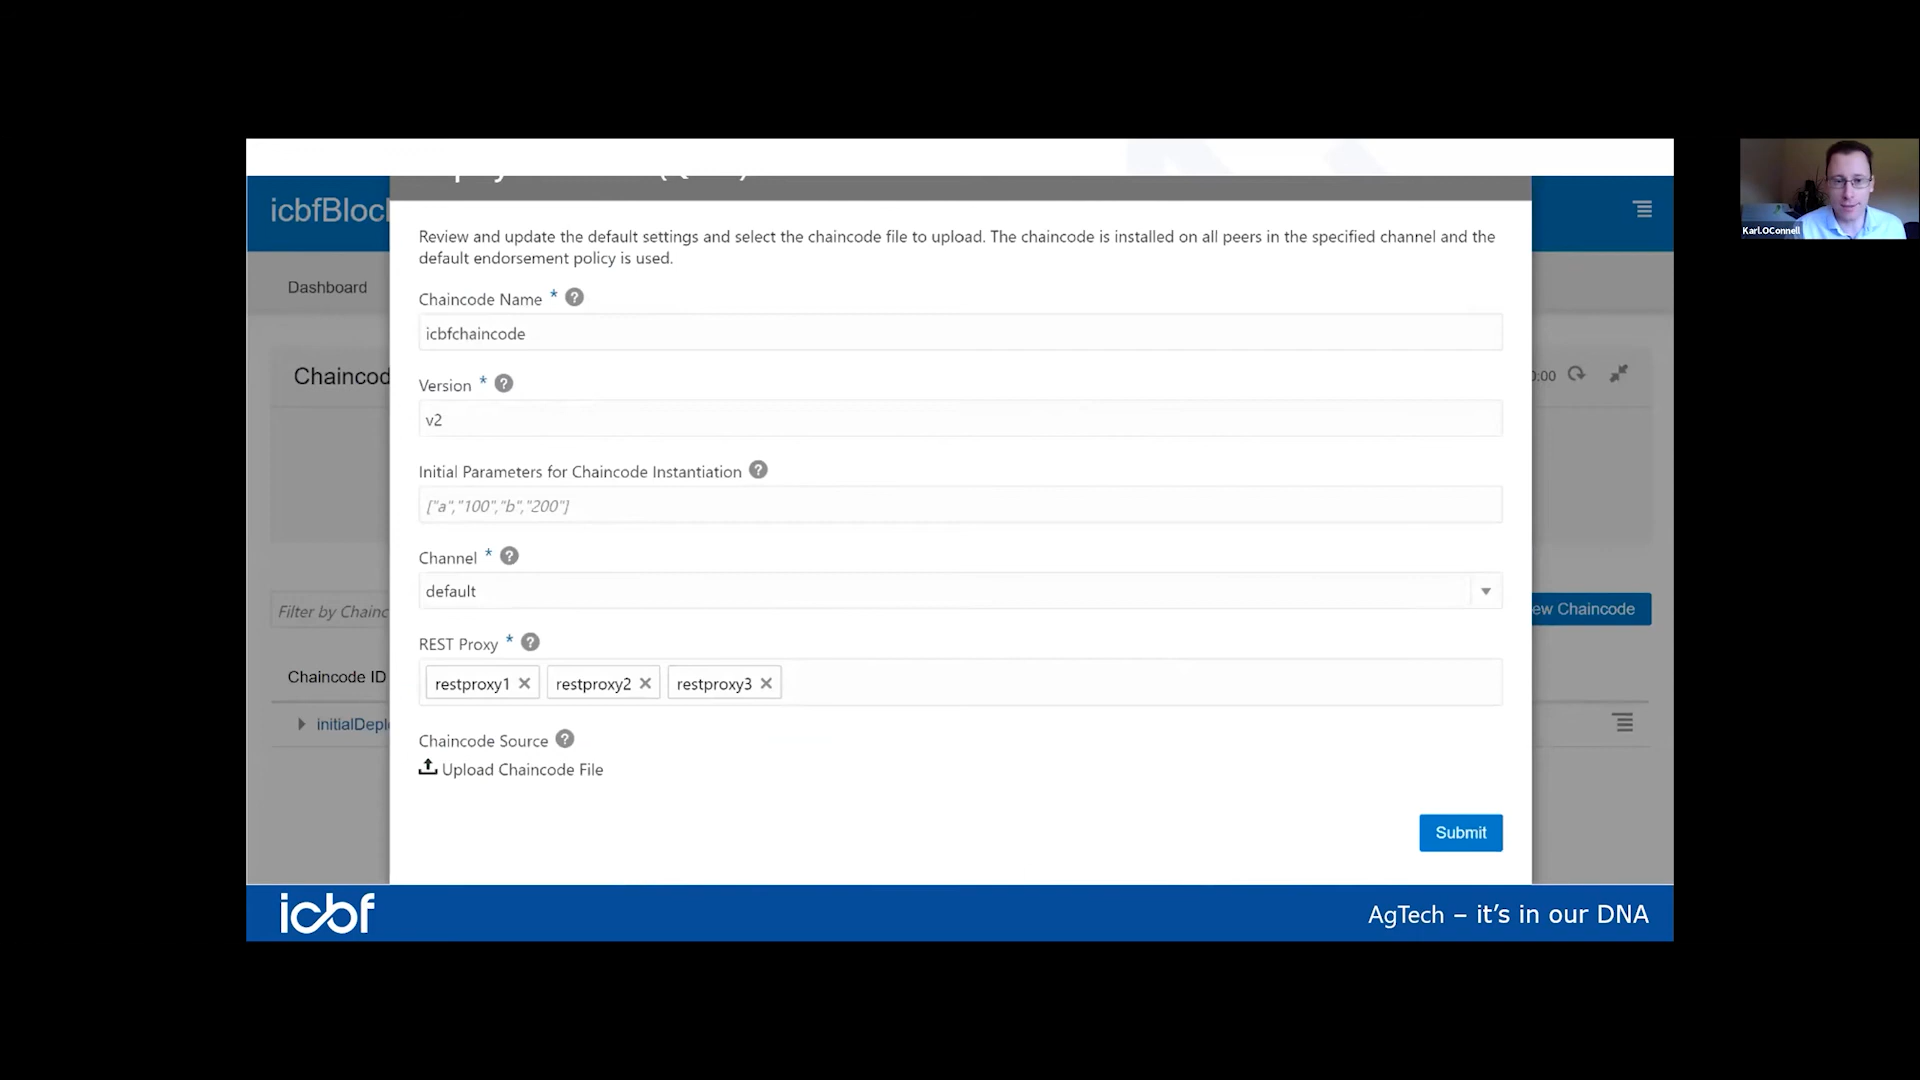 icbfBloc
Review and update the default settings and select the chaincode file to upload. The chaincode is installed on all peers in the specified channel and the
default endorsement policy is used.
Dashboard
Chaincode Name * ?
icbfchaincode
Chaincod
0:00
Version * ?
v2
Initial Parameters for Chaincode Instantiation ?
["a","100","b","200"]
Channel * ?
default
Filter by Chainc
ew Chaincode
REST Proxy * ?
restproxy1 × restproxy2 × restproxy3 ×
Chaincode ID
initialDepl
Chaincode Source ?
Upload Chaincode File
Submit
icbf
AgTech – it's in our DNA
Karl.OConnell